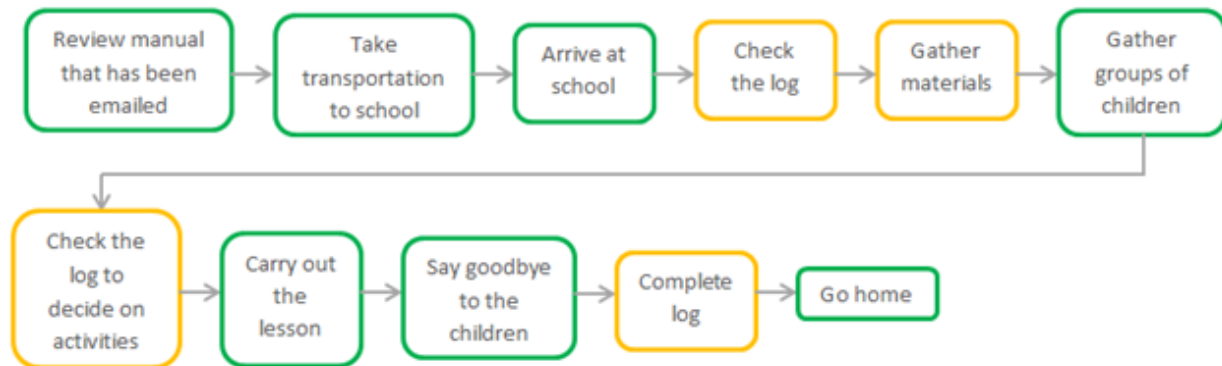 Review manual
that has been
emailed
Take
transportation
to school
Arrive at
school
Check
the log
Gather
materials
Gather
groups of
children
Check the
log to
decide on
activities
Carry out
the
lesson
Say goodbye
to the
children
Complete
log
Go home